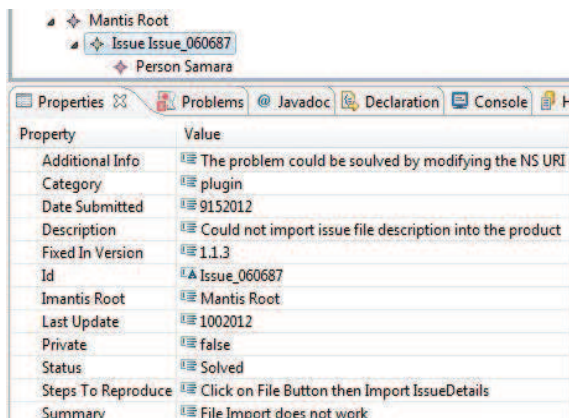 Mantis Root
Issue Issue_060687
Person Samara
Properties Problems @ Javadoc Declaration Console H
Property Value
Additional Info The problem could be soulved by modifying the NS URI
Category plugin
Date Submitted 9152012
Description Could not import issue file description into the product
Fixed In Version 1.1.3
Id Issue_060687
Imantis Root Mantis Root
Last Update 1002012
Private false
Status Solved
Steps To Reproduce Click on File Button then Import IssueDetails
Summary File Import does not work